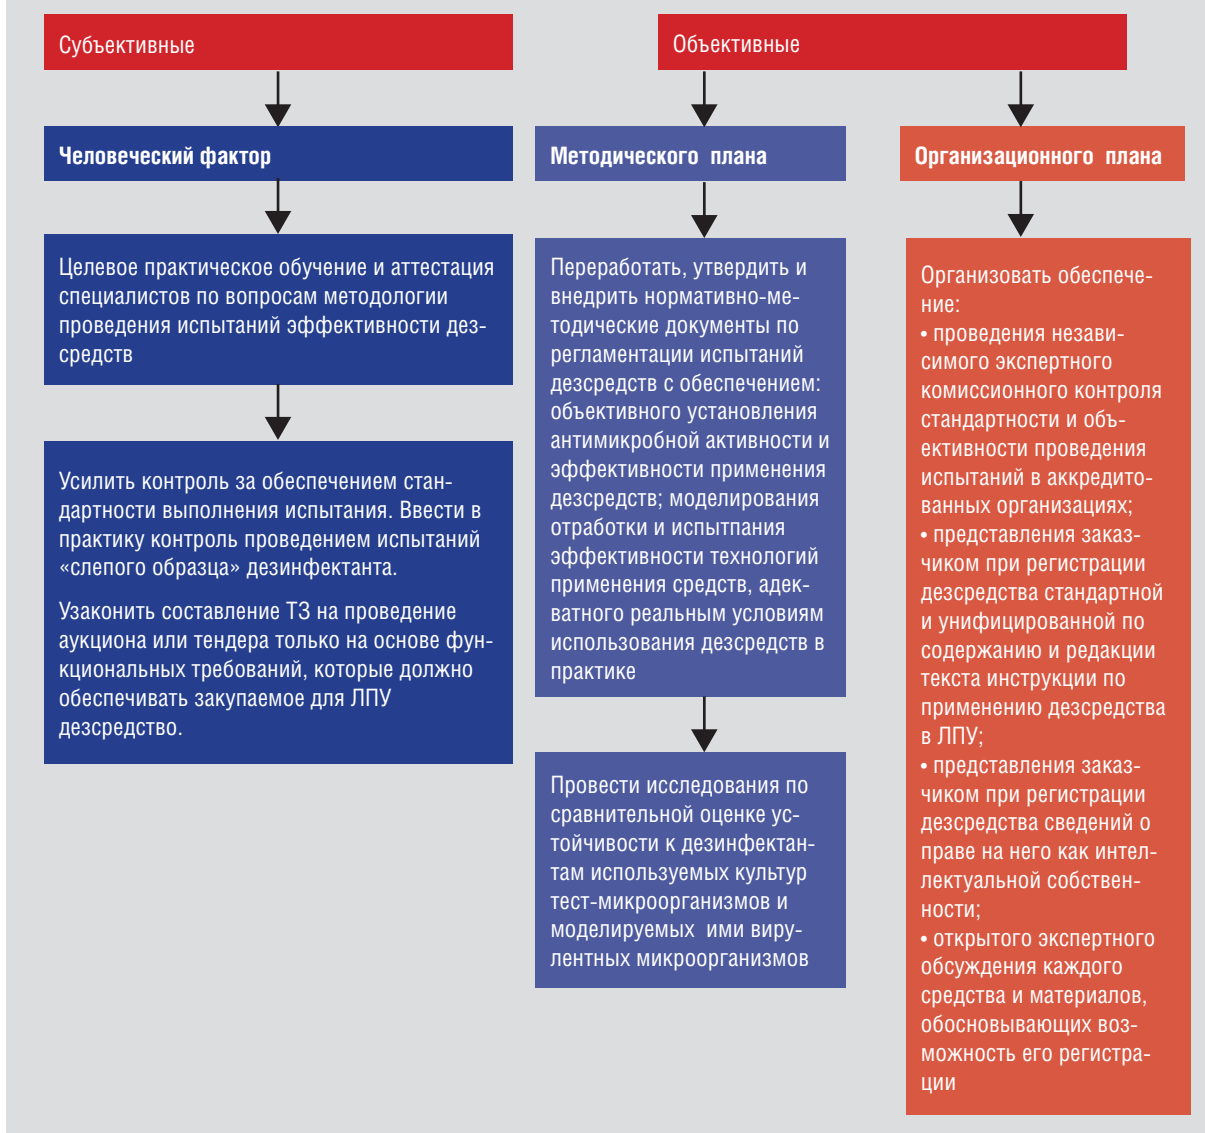 Субъективные
Объективные
Человеческий фактор
Методического плана
Организационного плана
Целевое практическое обучение и аттестация
специалистов по вопросам методологии
проведения испытаний эффективности дез-
средств
Усилить контроль за обеспечением стан-
дартности выполнения испытания. Ввести в
практику контроль проведением испытаний
«слепого образца» дезинфектанта.
Узаконить составление ТЗ на проведение
аукциона или тендера только на основе фун-
кциональных требований, которые должно
обеспечивать закупаемое для ЛПУ
дезсредство.
Переработать, утвердить и
внедрить нормативно-ме-
тодические документы по
регламентации испытаний
дезсредств с обеспечением:
объективного установления
антимикробной активности и
эффективности применения
дезсредств; моделирования
отработки и испытпания
эффективности технологий
применения средств, адек-
ватного реальным условиям
использования дезсредств в
практике
Провести исследования по
сравнительной оценке ус-
тойчивости к дезинфектан-
там используемых культур
тест-микроорганизмов и
моделируемых ими виру-
лентных микроорганизмов
Организовать обеспече-
ние:
• проведения незави-
симого экспертного
комиссионного контроля
стандартности и объ-
ективности проведения
испытаний в аккредито-
ванных организациях;
• представления заказ-
чиком при регистрации
дезсредства стандартной
и унифицированной по
содержанию и редакции
текста инструкции по
применению дезсредства
в ЛПУ;
• представления заказ-
чиком при регистрации
дезсредства сведений о
праве на него как интел-
лектуальной собствен-
ности;
• открытого экспертного
обсуждения каждого
средства и материалов,
обосновывающих воз-
можность его регистра-
ции